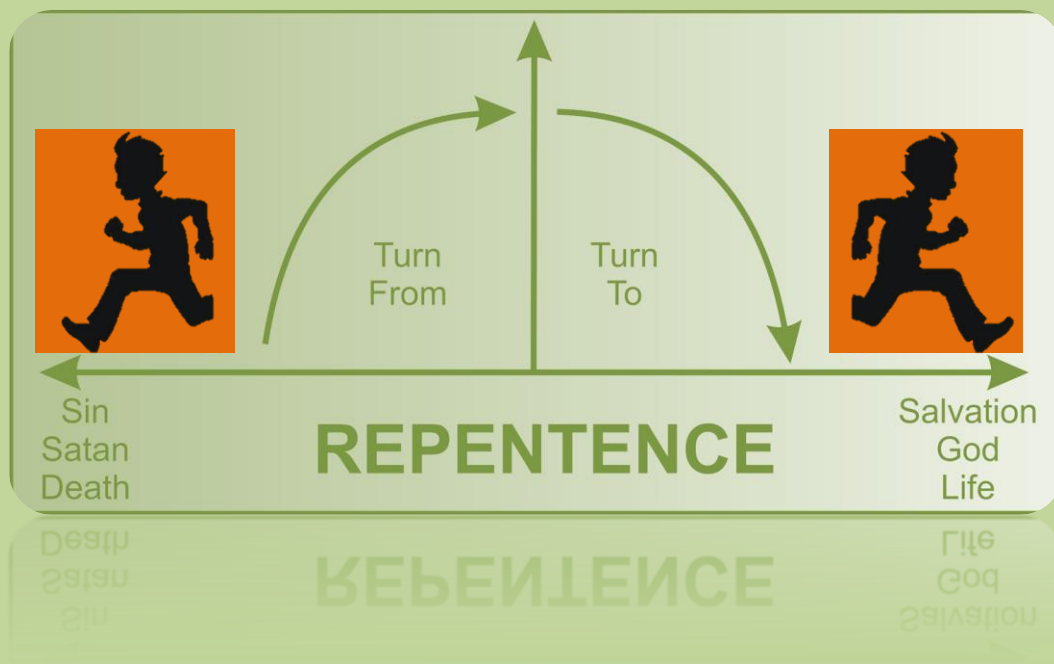 Turn
From
Turn
To
Sin
Satan
Death
REPENTENCE
Salvation
God
Life